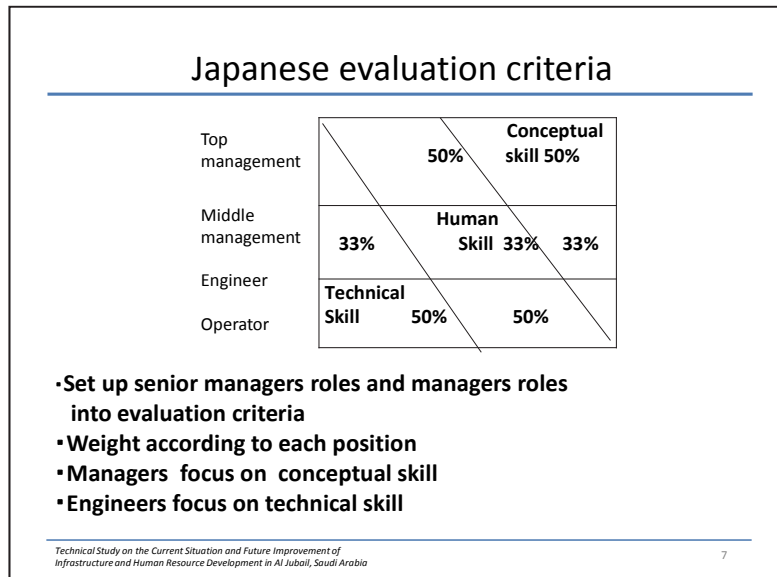 Japanese evaluation criteria
Top
management
50%
Conceptual
skill 50%
Middle
management
33%
Human
Skill 33%
33%
Engineer
Operator
Technical
Skill 50%
50%
・Set up senior managers roles and managers roles
into evaluation criteria
・Weight according to each position
・Managers focus on conceptual skill
・Engineers focus on technical skill
Technical Study on the Current Situation and Future Improvement of
Infrastructure and Human Resource Development in Al Jubail, Saudi Arabia
7